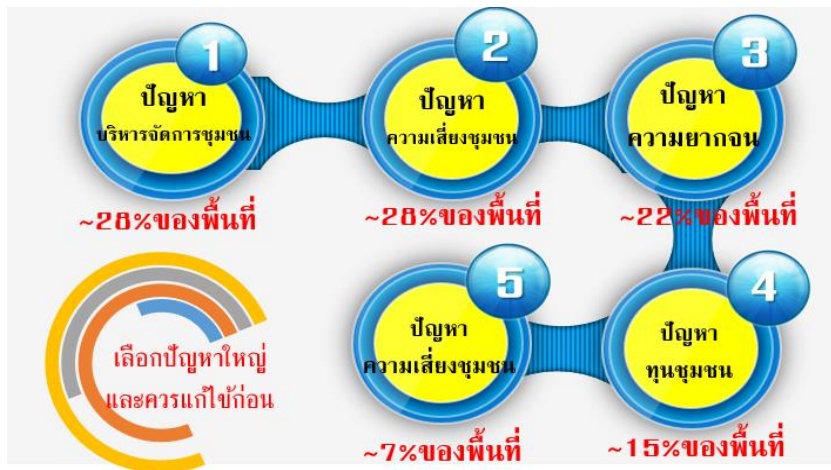 1
ปัญหา
บริหารจัดการชุมชน
~28%ของพื้นที่
2
ปัญหา
ความเสี่ยงชุมชน
~28%ของพื้นที่
3
ปัญหา
ความยากจน
~22%ของพื้นที่
4
ปัญหา
ทุนชุมชน
~15%ของพื้นที่
5
ปัญหา
ความเสี่ยงชุมชน
~7%ของพื้นที่
เลือกปัญหาใหญ่
และควรแก้ไข้ก่อน